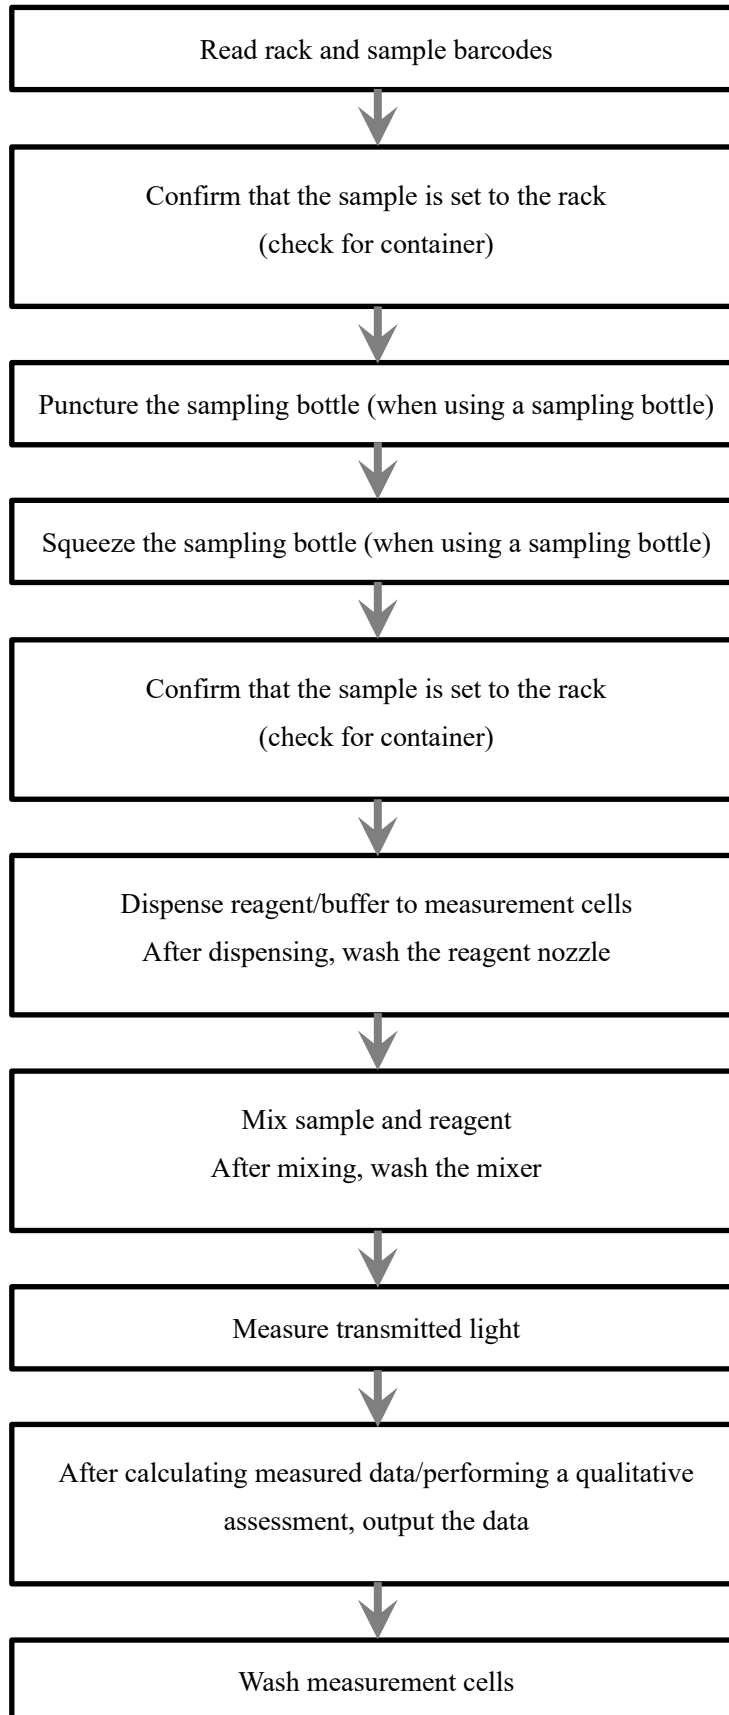 Read rack and sample barcodes
Confirm that the sample is set to the rack
(check for container)
Puncture the sampling bottle (when using a sampling bottle)
Squeeze the sampling bottle (when using a sampling bottle)
Confirm that the sample is set to the rack
(check for container)
Dispense reagent/buffer to measurement cells
After dispensing, wash the reagent nozzle
Mix sample and reagent
After mixing, wash the mixer
Measure transmitted light
After calculating measured data/performing a qualitative
assessment, output the data
Wash measurement cells